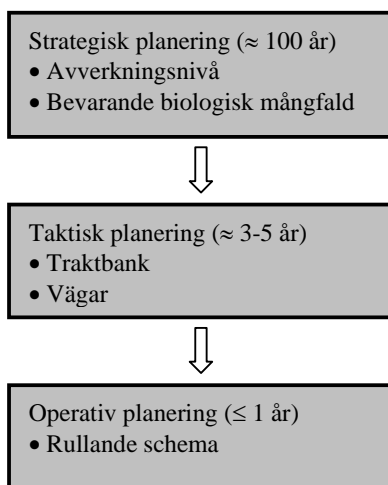 Strategisk planering (≈ 100 år)
• Avverkningsnivå
• Bevarande biologisk mångfald
Taktisk planering (≈ 3-5 år)
• Traktbank
• Vägar
Operativ planering (≤ 1 år)
• Rullande schema